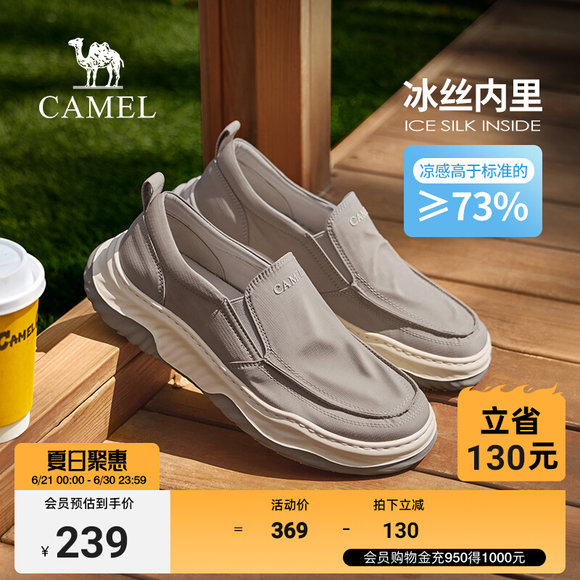 CAMEL
冰丝内里
ICE SILK INSIDE
凉感高于标准的
≥73%
CAMEL
CAMEL
立省
130元
夏日聚惠
6/21 00:00 - 6/30 23:59
会员预估到手价
¥239
=
活动价
369
-
拍下立减
130
会员购物金充950得1000元